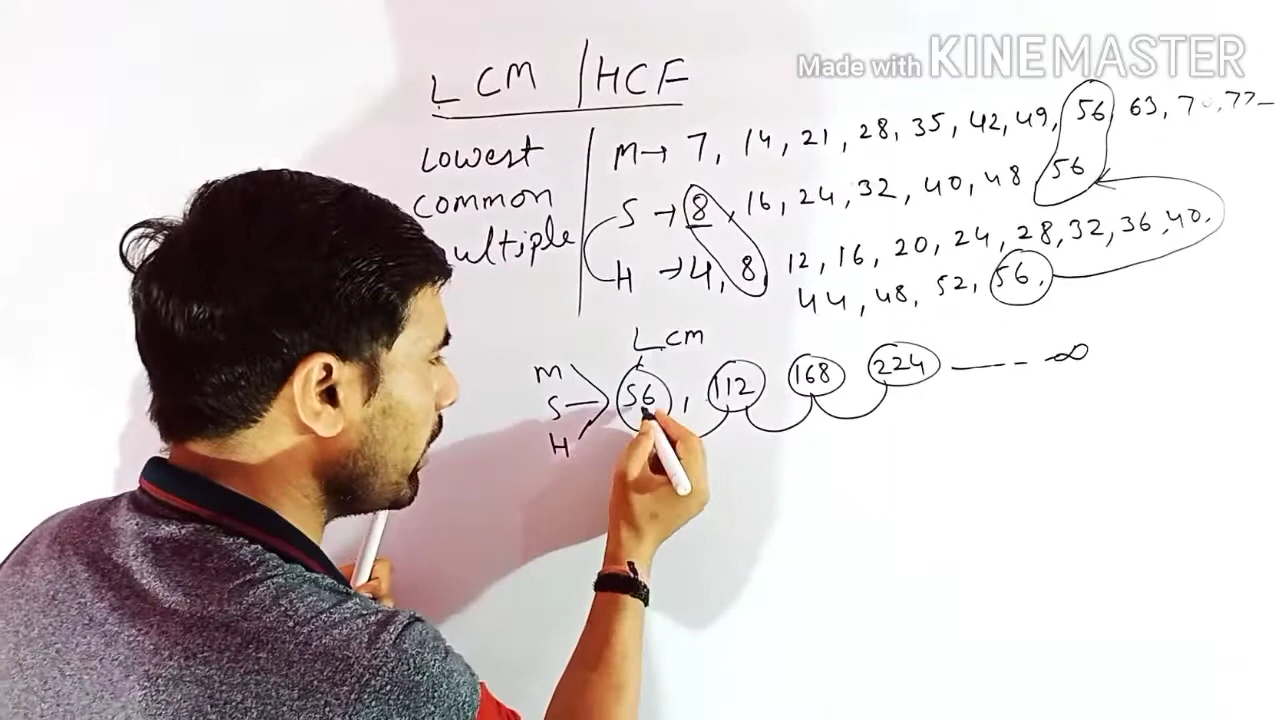 Made with KINEMASTER
LCM / HCF
Lowest
common
ultiple
M → 7, 14, 21, 28, 35, 42, 49, 56, 63, 70, 77 -
S → 8, 16, 24, 32, 40, 48 56
H → 4, 8 12, 16, 20, 24, 28, 32, 36, 40,
44, 48, 52, 56,
LCM
M
S
H
56, 112 168 224 ---- ∞